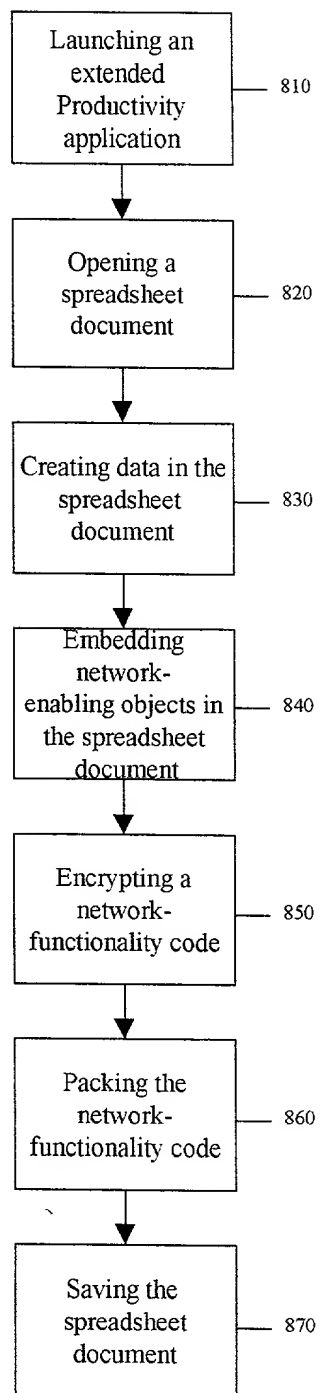 Launching an
extended
Productivity
application
810
Opening a
spreadsheet
document
820
Creating data in the
spreadsheet
document
830
Embedding
network-
enabling objects in
the spreadsheet
document
840
Encrypting a
network-
functionality code
850
Packing the
network-
functionality code
860
Saving the
spreadsheet
document
870